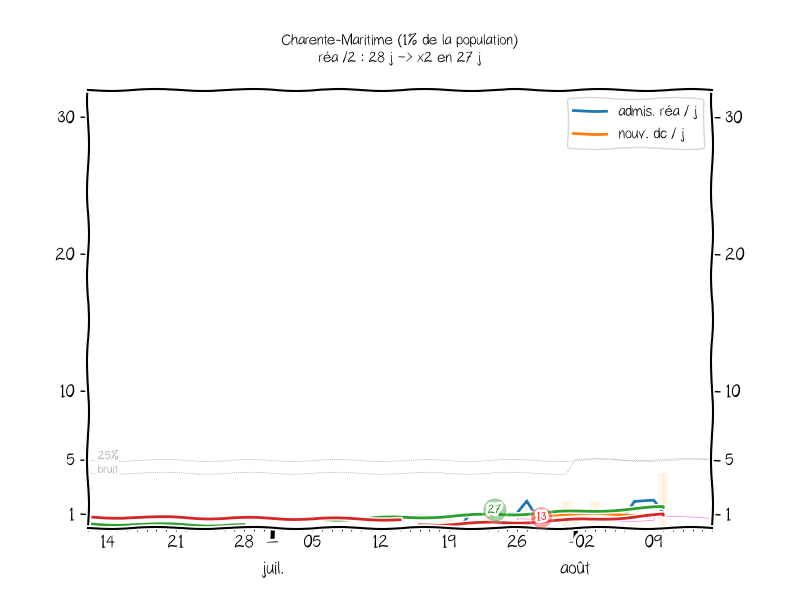 Charente-Maritime (1% de la population)
réa /2 : 28 j -> x2 en 27 j
admis. réa / j
nouv. dc / j
30
30
20
20
10
10
25%
5
5
bruit
27
13
1
1
14 21 28 05 12 19 26 02 09
juil. août